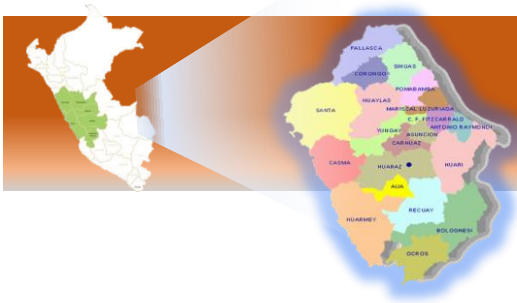 PALLASCA
CORONGO
SIHUAS
POMABAMBA
HUAYLAS
MARISCAL LUZURIAGA
SANTA
C. F. FITZCARRALD
ANTONIO RAYMONDI
YUNGAY
ASUNCION
CARHUAZ
CASMA
HUARAZ
HUARI
AIJA
RECUAY
HUARMEY
BOLOGNESI
OCROS